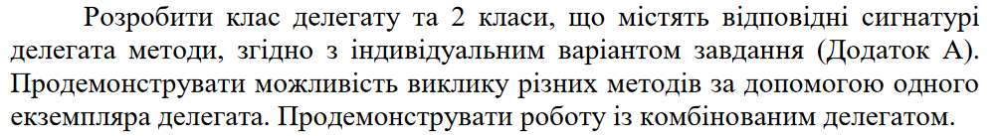 Розробити клас делегату та 2 класи, що містять відповідні сигнатурі
делегата методи, згідно з індивідуальним варіантом завдання (Додаток А).
Продемонструвати можливість виклику різних методів за допомогою одного
екземпляра делегата. Продемонструвати роботу із комбінованим делегатом.